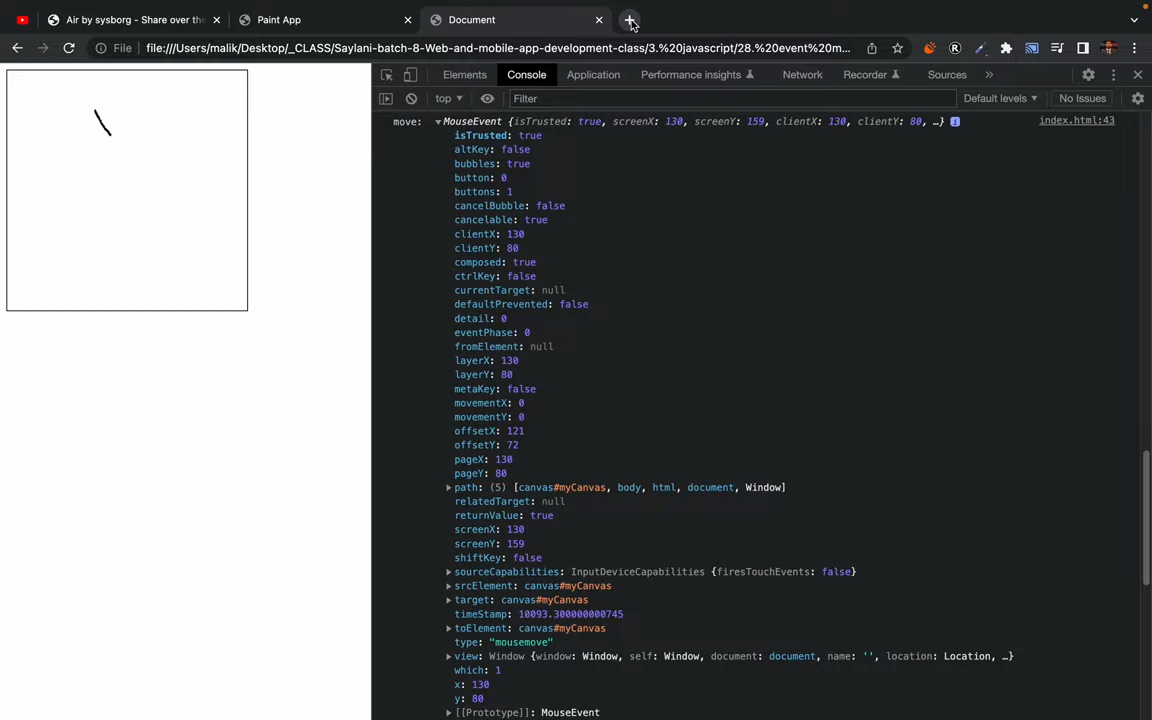 Air by sysborg - Share over the
Paint App
Document
File
file:///Users/malik/Desktop/_CLASS/Saylani-batch-8-Web-and-mobile-app-development-class/3.%20javascript/28.%20event%20m...
Elements
Console
Application
Performance insights
Network
Recorder
Sources
top
Filter
Default levels
No Issues
move: MouseEvent {isTrusted: true, screenX: 130, screenY: 159, clientX: 130, clientY: 80, …}
index.html:43
isTrusted: true
altKey: false
bubbles: true
button: 0
buttons: 1
cancelBubble: false
cancelable: true
clientX: 130
clientY: 80
composed: true
ctrlKey: false
currentTarget: null
defaultPrevented: false
detail: 0
eventPhase: 0
fromElement: null
layerX: 130
layerY: 80
metaKey: false
movementX: 0
movementY: 0
offsetX: 121
offsetY: 72
pageX: 130
pageY: 80
path: (5) [canvas#myCanvas, body, html, document, Window]
relatedTarget: null
returnValue: true
screenX: 130
screenY: 159
shiftKey: false
sourceCapabilities: InputDeviceCapabilities {firesTouchEvents: false}
srcElement: canvas#myCanvas
target: canvas#myCanvas
timeStamp: 10093.300000000745
toElement: canvas#myCanvas
type: "mousemove"
view: Window {window: Window, self: Window, document: document, name: '', location: Location, …}
which: 1
x: 130
y: 80
[[Prototype]]: MouseEvent